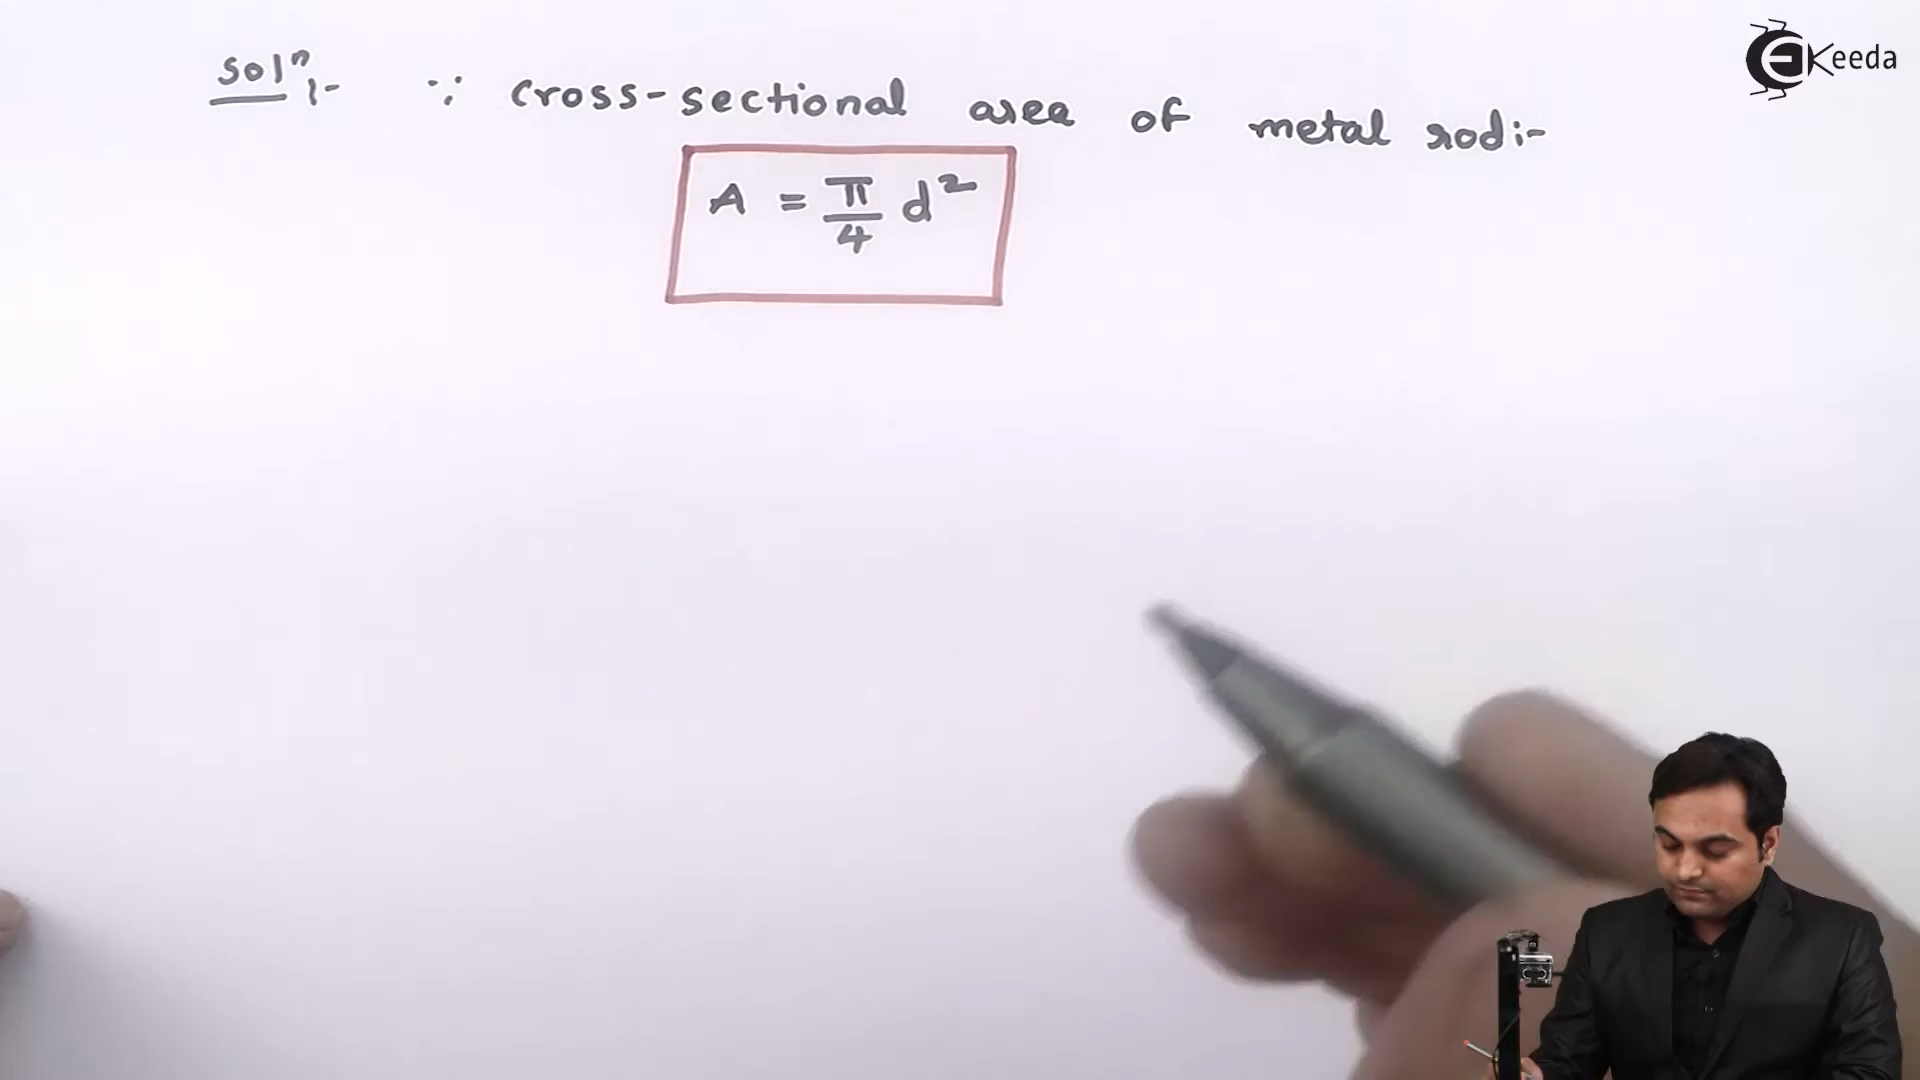 Solⁿ :- ∵ cross-sectional area of metal rod:-
A = π/4 d²
EKeeda